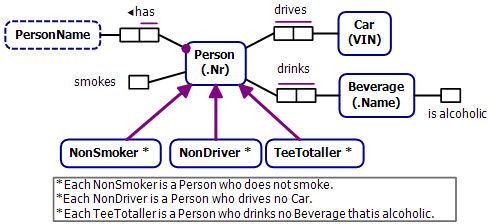 ◂has
drives
PersonName
Car
(VIN)
Person
(.Nr)
smokes
drinks
Beverage
(.Name)
is alcoholic
NonSmoker *
NonDriver *
TeeTotaller *
*Each NonSmoker is a Person who does not smoke.
*Each NonDriver is a Person who drives no Car.
*Each TeeTotaller is a Person who drinks no Beverage that is alcoholic.